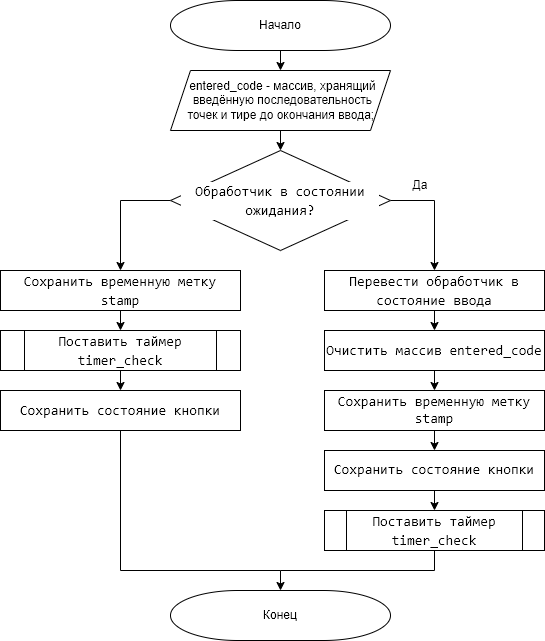 Начало
entered_code - массив, хранящий
введённую последовательность
точек и тире до окончания ввода;
Обработчик в состоянии
ожидания?
Да
Сохранить временную метку
stamp
Поставить таймер
timer_check
Сохранить состояние кнопки
Перевести обработчик в
состояние ввода
Очистить массив entered_code
Сохранить временную метку
stamp
Сохранить состояние кнопки
Поставить таймер
timer_check
Конец